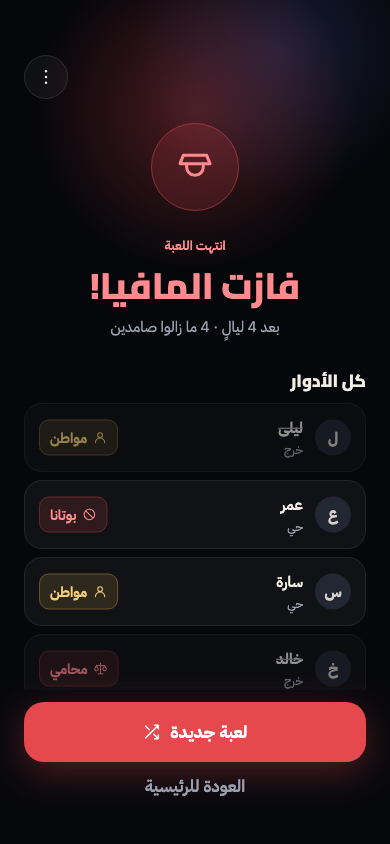 انتهت اللعبة
فازت المافيا!
بعد 4 ليالٍ · 4 ما زالوا صامدين
كل الأدوار
ل
ليلى
خرج
مواطن
ع
عمر
حي
بوتانا
س
سارة
حي
مواطن
خ
خالد
خرج
محامي
لعبة جديدة
العودة للرئيسية